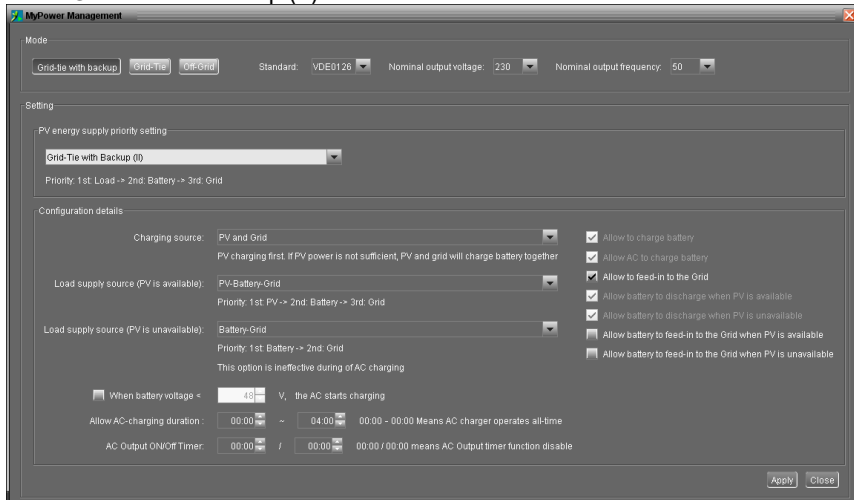 MyPower Management
Mode
Grid-tie with backup Grid-Tie Off-Grid Standard: VDE0126 Nominal output voltage: 230 Nominal output frequency: 50
Setting
PV energy supply priority setting
Grid-Tie with Backup (II)
Priority: 1st: Load -> 2nd: Battery -> 3rd: Grid
Configuration details
Charging source: PV and Grid
PV charging first. If PV power is not sufficient, PV and grid will charge battery together
Load supply source (PV is available): PV-Battery-Grid
Priority: 1st: PV -> 2nd: Battery -> 3rd: Grid
Load supply source (PV is unavailable): Battery-Grid
Priority: 1st: Battery -> 2nd: Grid
This option is ineffective during of AC charging
When battery voltage < 48 V, the AC starts charging
Allow AC-charging duration : 00:00 ~ 04:00 00:00 - 00:00 Means AC charger operates all-time
AC Output ON/Off Timer: 00:00 / 00:00 00:00 / 00:00 means AC Output timer function disable
Allow to charge battery
Allow AC to charge battery
Allow to feed-in to the Grid
Allow battery to discharge when PV is available
Allow battery to discharge when PV is unavailable
Allow battery to feed-in to the Grid when PV is available
Allow battery to feed-in to the Grid when PV is unavailable
Apply Close